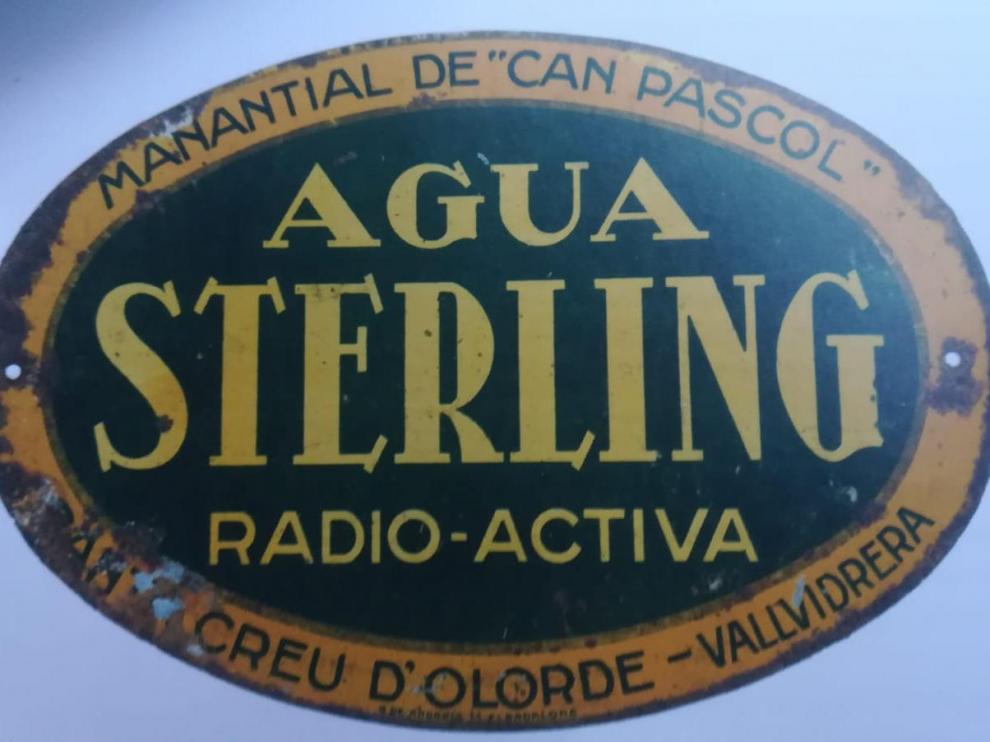 MANANTIAL DE "CAN PASCOL"
AGUA
STERLING
RADIO-ACTIVA
CREU D'OLORDE - VALLVIDRERA